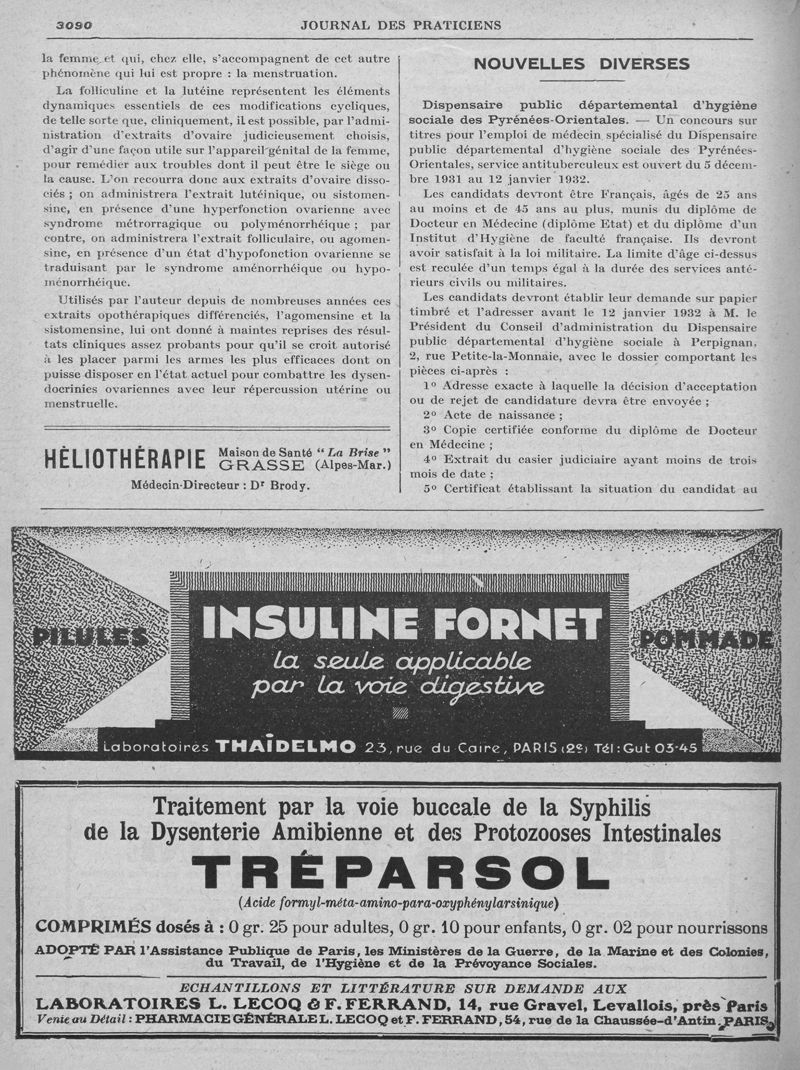 3090
JOURNAL DES PRATICIENS
la femme et qui, chez elle, s'accompagnent de cet autre
phénomène qui lui est propre : la menstruation.
La folliculine et la lutéine représentent les éléments
dynamiques essentiels de ces modifications cycliques,
de telle sorte que, cliniquement, il est possible, par l'admi-
nistration d'extraits d'ovaire judicieusement choisis,
d'agir d'une façon utile sur l'appareil génital de la femme,
pour remédier aux troubles dont il peut être le siège ou
la cause. L'on recourra donc aux extraits d'ovaire disso-
ciés ; on administrera l'extrait lutéinique, ou sistomen-
sine, en présence d'une hyperfonction ovarienne avec
syndrome métrorragique ou polyménorrhéique ; par
contre, on administrera l'extrait folliculaire, ou agomen-
sine, en présence d'un état d'hypofonction ovarienne se
traduisant par le syndrome aménorrhéique ou hypo-
ménorrhéique.
Utilisés par l'auteur depuis de nombreuses années ces
extraits opothérapiques différenciés, l'agomensine et la
sistomensine, lui ont donné à maintes reprises des résul-
tats cliniques assez probants pour qu'il se croit autorisé
à les placer parmi les armes les plus efficaces dont on
puisse disposer en l'état actuel pour combattre les dysen-
docrinies ovariennes avec leur répercussion utérine ou
menstruelle.
HÉLIOTHÉRAPIE Maison de Santé "La Brise"
GRASSE (Alpes-Mar.)
Médecin-Directeur : Dr Brody.
NOUVELLES DIVERSES
Dispensaire public départemental d'hygiène
sociale des Pyrénées-Orientales. — Un concours sur
titres pour l'emploi de médecin spécialisé du Dispensaire
public départemental d'hygiène sociale des Pyrénées-
Orientales, service antituberculeux est ouvert du 5 décem-
bre 1931 au 12 janvier 1932.
Les candidats devront être Français, âgés de 25 ans
au moins et de 45 ans au plus, munis du diplôme de
Docteur en Médecine (diplôme Etat) et du diplôme d'un
Institut d'Hygiène de faculté française. Ils devront
avoir satisfait à la loi militaire. La limite d'âge ci-dessus
est reculée d'un temps égal à la durée des services anté-
rieurs civils ou militaires.
Les candidats devront établir leur demande sur papier
timbré et l'adresser avant le 12 janvier 1932 à M. le
Président du Conseil d'administration du Dispensaire
public départemental d'hygiène sociale à Perpignan,
2, rue Petite-la-Monnaie, avec le dossier comportant les
pièces ci-après :
1° Adresse exacte à laquelle la décision d'acceptation
ou de rejet de candidature devra être envoyée ;
2° Acte de naissance ;
3° Copie certifiée conforme du diplôme de Docteur
en Médecine ;
4° Extrait du casier judiciaire ayant moins de trois
mois de date ;
5° Certificat établissant la situation du candidat au
PILULES
INSULINE FORNET
la seule applicable
par la voie digestive
POMMADE
Laboratoires THAÏDELMO 23, rue du Caire, PARIS (2e) Tél : Gut 03-45
Traitement par la voie buccale de la Syphilis
de la Dysenterie Amibienne et des Protozooses Intestinales
TRÉPARSOL
(Acide formyl-méta-amino-para-oxyphénylarsinique)
COMPRIMÉS dosés à : 0 gr. 25 pour adultes, 0 gr. 10 pour enfants, 0 gr. 02 pour nourrissons
ADOPTÉ PAR l'Assistance Publique de Paris, les Ministères de la Guerre, de la Marine et des Colonies,
du Travail, de l'Hygiène et de la Prévoyance Sociales.
ECHANTILLONS ET LITTÉRATURE SUR DEMANDE AUX
LABORATOIRES L. LECOQ & F. FERRAND, 14, rue Gravel, Levallois, près Paris
Vente au Détail : PHARMACIE GÉNÉRALE L. LECOQ et F. FERRAND, 54, rue de la Chaussée-d'Antin, PARIS